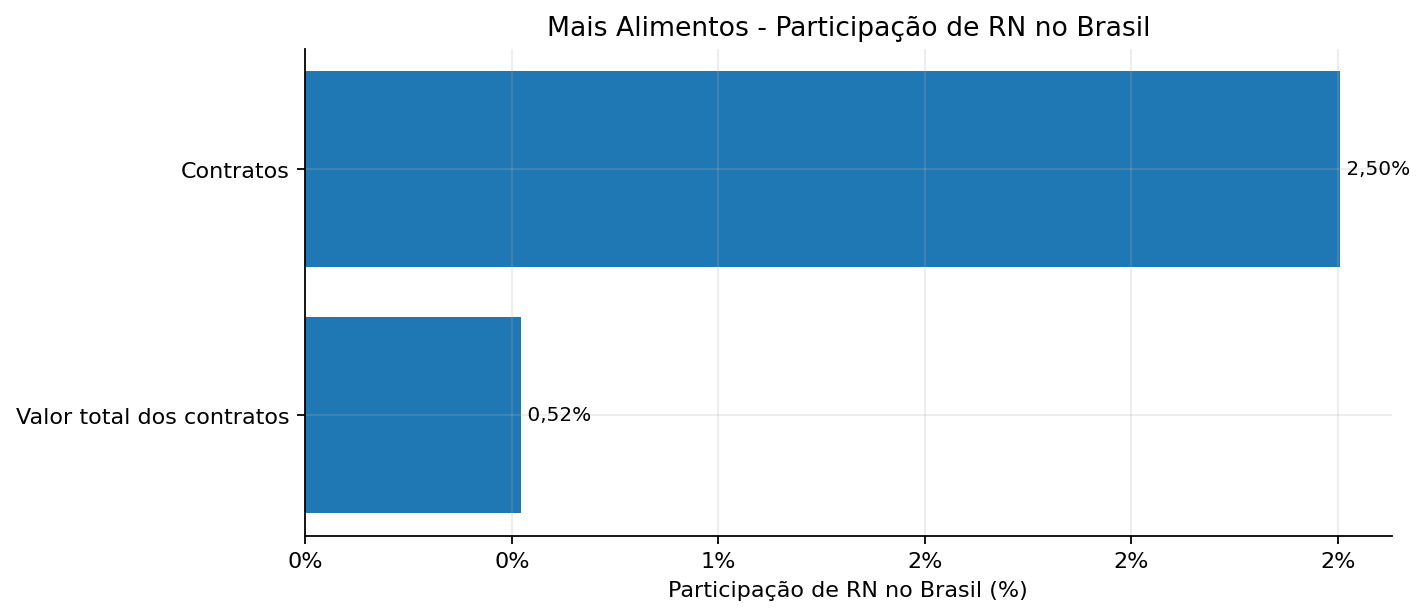 Mais Alimentos - Participação de RN no Brasil
Contratos
2,50%
Valor total dos contratos
0,52%
0% 0% 1% 2% 2% 2%
Participação de RN no Brasil (%)